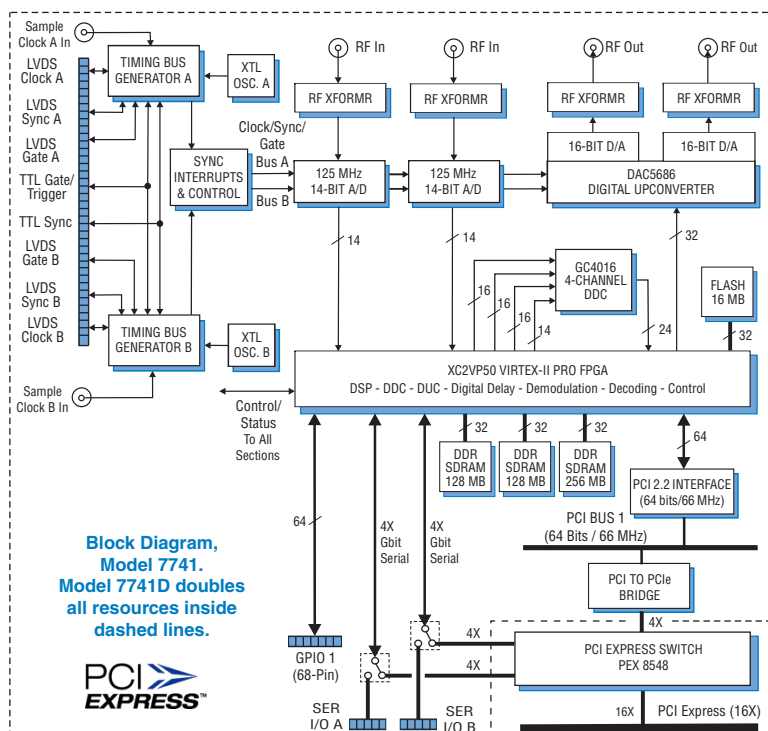 Sample
Clock A In
RF In
RF In
RF Out
RF Out
LVDS
Clock A
TIMING BUS
GENERATOR A
XTL
OSC. A
RF XFORMR
RF XFORMR
RF XFORMR
RF XFORMR
LVDS
Sync A
LVDS
Gate A
Clock/Sync/
Gate
Bus A
Bus B
16-BIT D/A
16-BIT D/A
SYNC
INTERRUPTS
& CONTROL
125 MHz
14-BIT A/D
125 MHz
14-BIT A/D
DAC5686
DIGITAL UPCONVERTER
TTL Gate/
Trigger
TTL Sync
14
14
32
LVDS
Gate B
LVDS
Sync B
LVDS
Clock B
GC4016
4-CHANNEL
DDC
16
16
16
14
24
FLASH
16 MB
32
TIMING BUS
GENERATOR B
XTL
OSC. B
XC2VP50 VIRTEX-II PRO FPGA
DSP - DDC - DUC - Digital Delay - Demodulation - Decoding - Control
Sample
Clock B In
Control/
Status
To All
Sections
32
32
32
64
DDR
SDRAM
128 MB
DDR
SDRAM
128 MB
DDR
SDRAM
256 MB
PCI 2.2 INTERFACE
(64 bits/66 MHz)
64
4X
Gbit
Serial
4X
Gbit
Serial
PCI BUS 1
(64 Bits / 66 MHz)
Block Diagram,
Model 7741.
Model 7741D doubles
all resources inside
dashed lines.
PCI TO PCIe
BRIDGE
4X
4X
4X
PCI EXPRESS SWITCH
PEX 8548
GPIO 1
(68-Pin)
PCI
EXPRESS™
16X
PCI Express (16X)
SER
I/O A
SER
I/O B